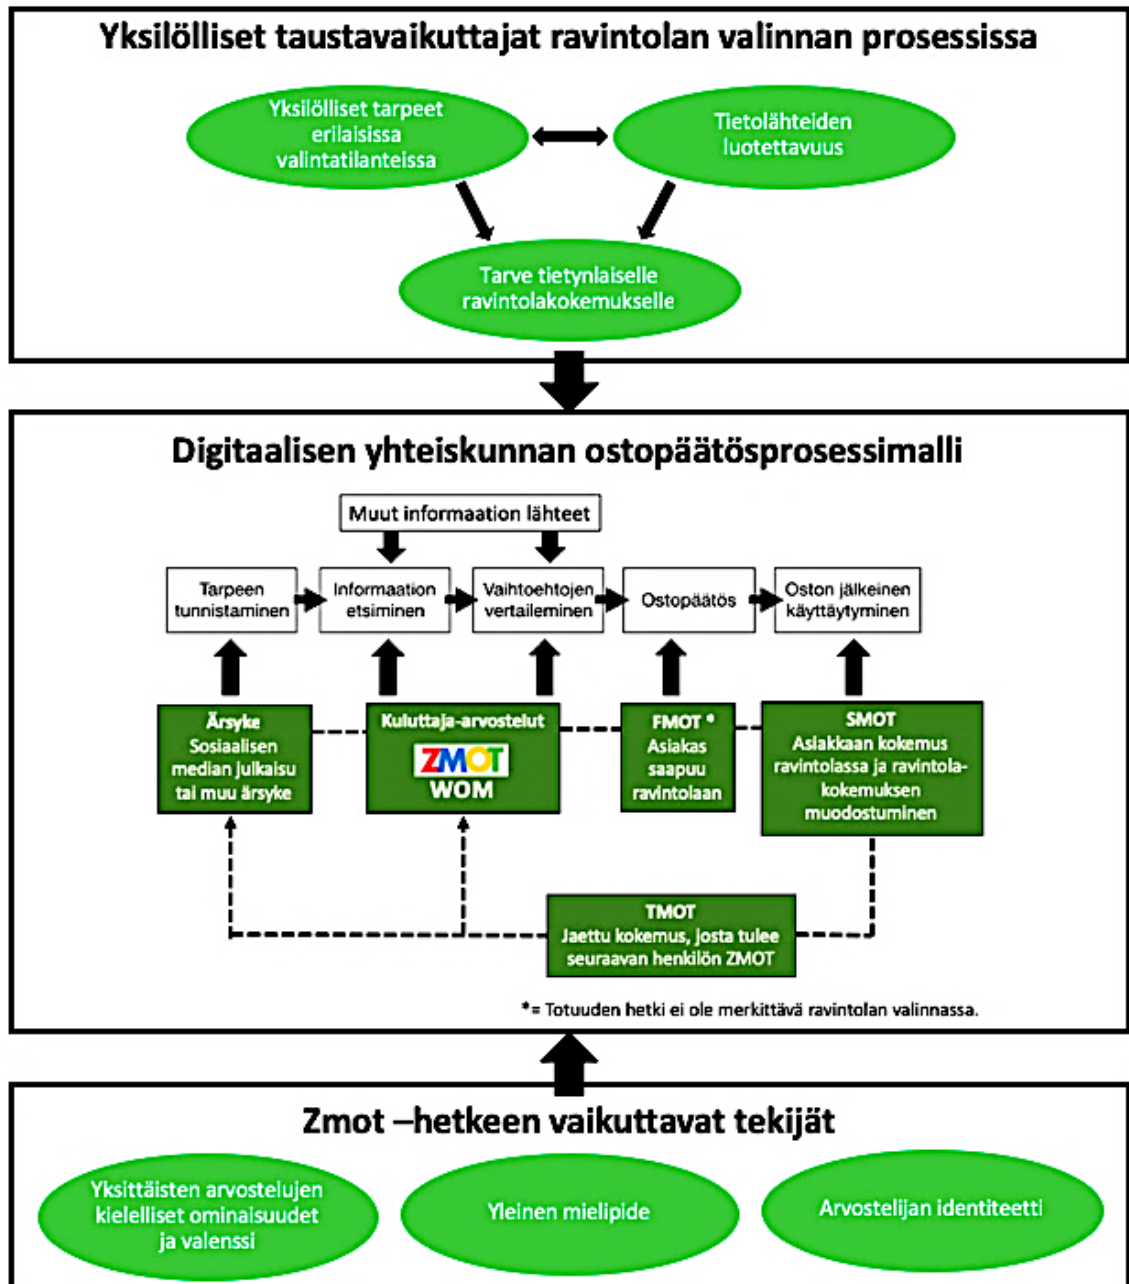 Yksilölliset taustavaikuttajat ravintolan valinnan prosessissa
Yksilölliset tarpeet
erilaisissa
valintatilanteissa
Tietolähteiden
luotettavuus
Tarve tietynlaiselle
ravintolakokemukselle
Digitaalisen yhteiskunnan ostopäätösprosessimalli
Muut informaation lähteet
Tarpeen
tunnistaminen
Informaation
etsiminen
Vaihtoehtojen
vertaileminen
Ostopäätös
Oston jälkeinen
käyttäytyminen
Ärsyke
Sosiaalisen
median julkaisu
tai muu ärsyke
Kuluttaja-arvostelut
ZMOT
WOM
FMOT *
Asiakas
saapuu
ravintolaan
SMOT
Asiakkaan kokemus
ravintolassa ja ravintola-
kokemuksen
muodostuminen
TMOT
Jaettu kokemus, josta tulee
seuraavan henkilön ZMOT
*= Totuuden hetki ei ole merkittävä ravintolan valinnassa.
Zmot –hetkeen vaikuttavat tekijät
Yksittäisten arvostelujen
kielelliset ominaisuudet
ja valenssi
Yleinen mielipide
Arvostelijan identiteetti